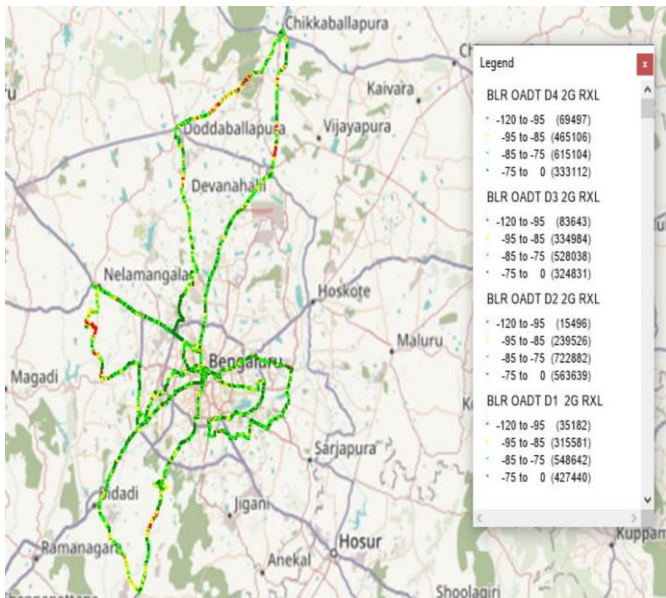 Chikkaballapura
Kaivara
Doddaballapura
Vijayapura
Devanahalli
Nelamangala
Hoskote
Bengaluru
Maluru
Magadi
Sarjapura
Bidadi
Jigani
Ramanagara
Anekal
Hosur
Shoolagiri
Kuppam
Legend
x
BLR OADT D4 2G RXL
-120 to -95 (69497)
-95 to -85 (465106)
-85 to -75 (615104)
-75 to 0 (333112)
BLR OADT D3 2G RXL
-120 to -95 (83643)
-95 to -85 (334984)
-85 to -75 (528038)
-75 to 0 (324831)
BLR OADT D2 2G RXL
-120 to -95 (15496)
-95 to -85 (239526)
-85 to -75 (722882)
-75 to 0 (563639)
BLR OADT D1 2G RXL
-120 to -95 (35182)
-95 to -85 (315581)
-85 to -75 (548642)
-75 to 0 (427440)